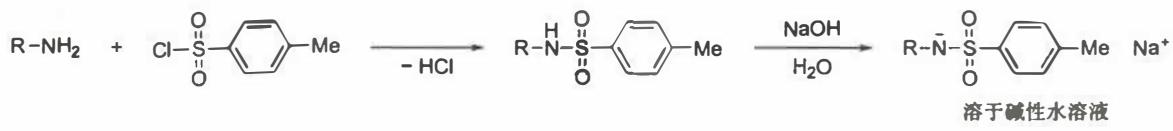 R-NH₂ + Cl-S(O)(O)-Me - HCl R-N(H)-S(O)(O)-Me NaOH H₂O R-N⁻-S(O)(O)-Me Na⁺
溶于碱性水溶液